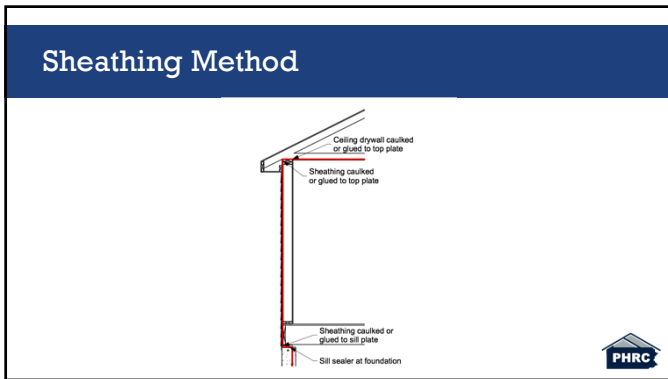 Sheathing Method
Ceiling drywall caulked
or glued to top plate
Sheathing caulked
or glued to top plate
Sheathing caulked or
glued to sill plate
Sill sealer at foundation
PHRC